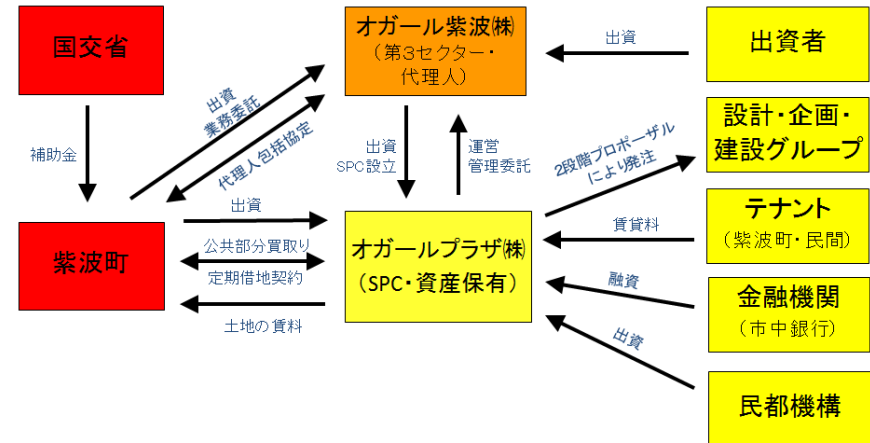 国交省
オガール紫波㈱
（第3セクター・
代理人）
出資
出資者
補助金
出資
業務委託
代理人包括協定
出資
SPC設立
運営
管理委託
2段階プロポーザル
により発注
設計・企画・
建設グループ
紫波町
出資
公共部分買取り
定期借地契約
土地の賃料
オガールプラザ㈱
（SPC・資産保有）
賃貸料
テナント
（紫波町・民間）
融資
金融機関
（市中銀行）
出資
民都機構